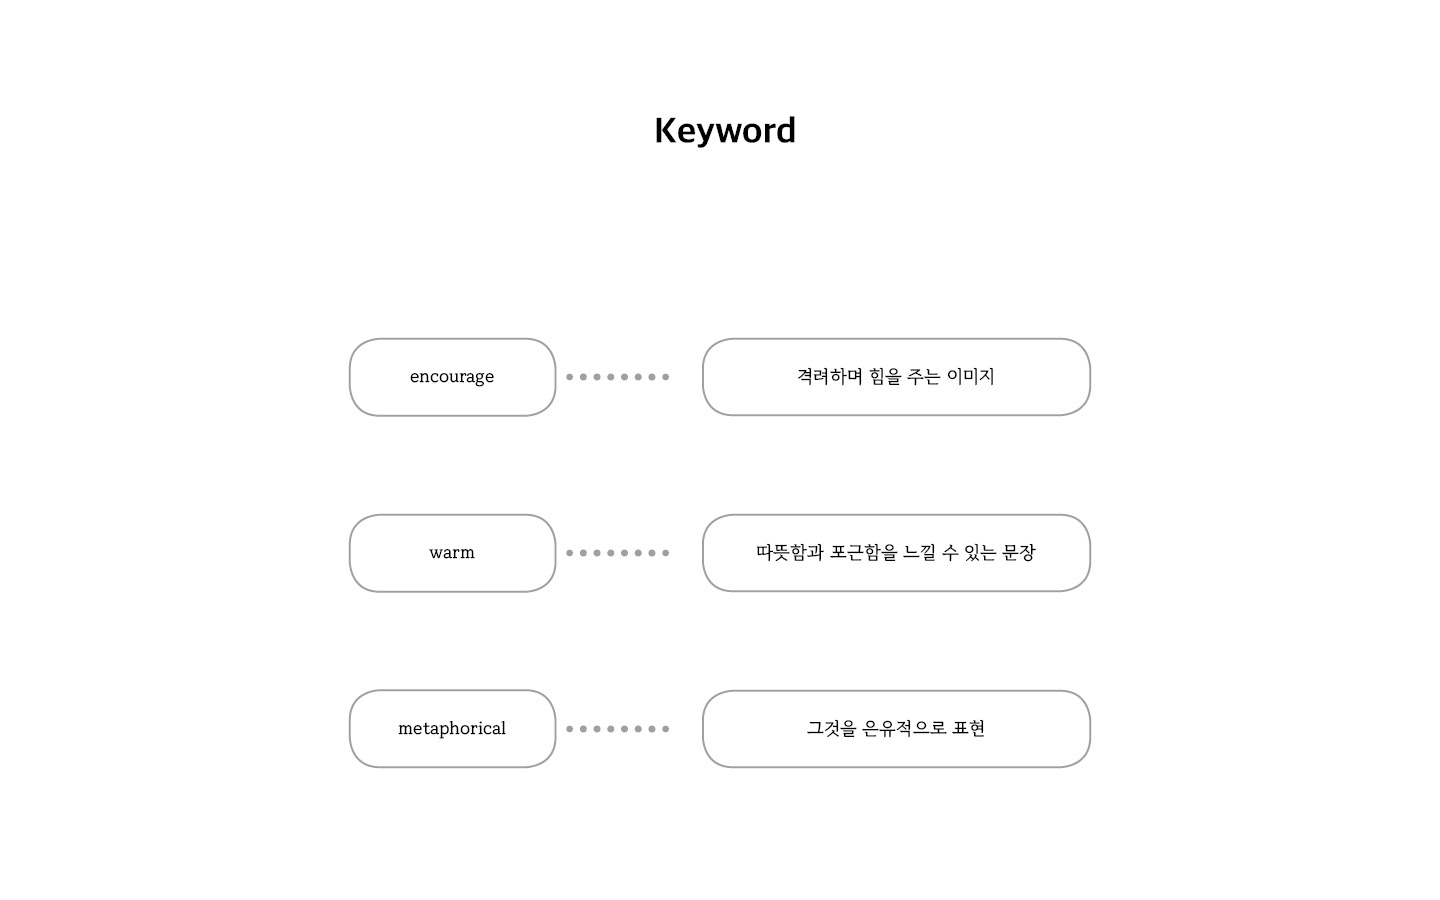 Keyword
encourage
격려하며 힘을 주는 이미지
warm
따뜻함과 포근함을 느낄 수 있는 문장
metaphorical
그것을 은유적으로 표현